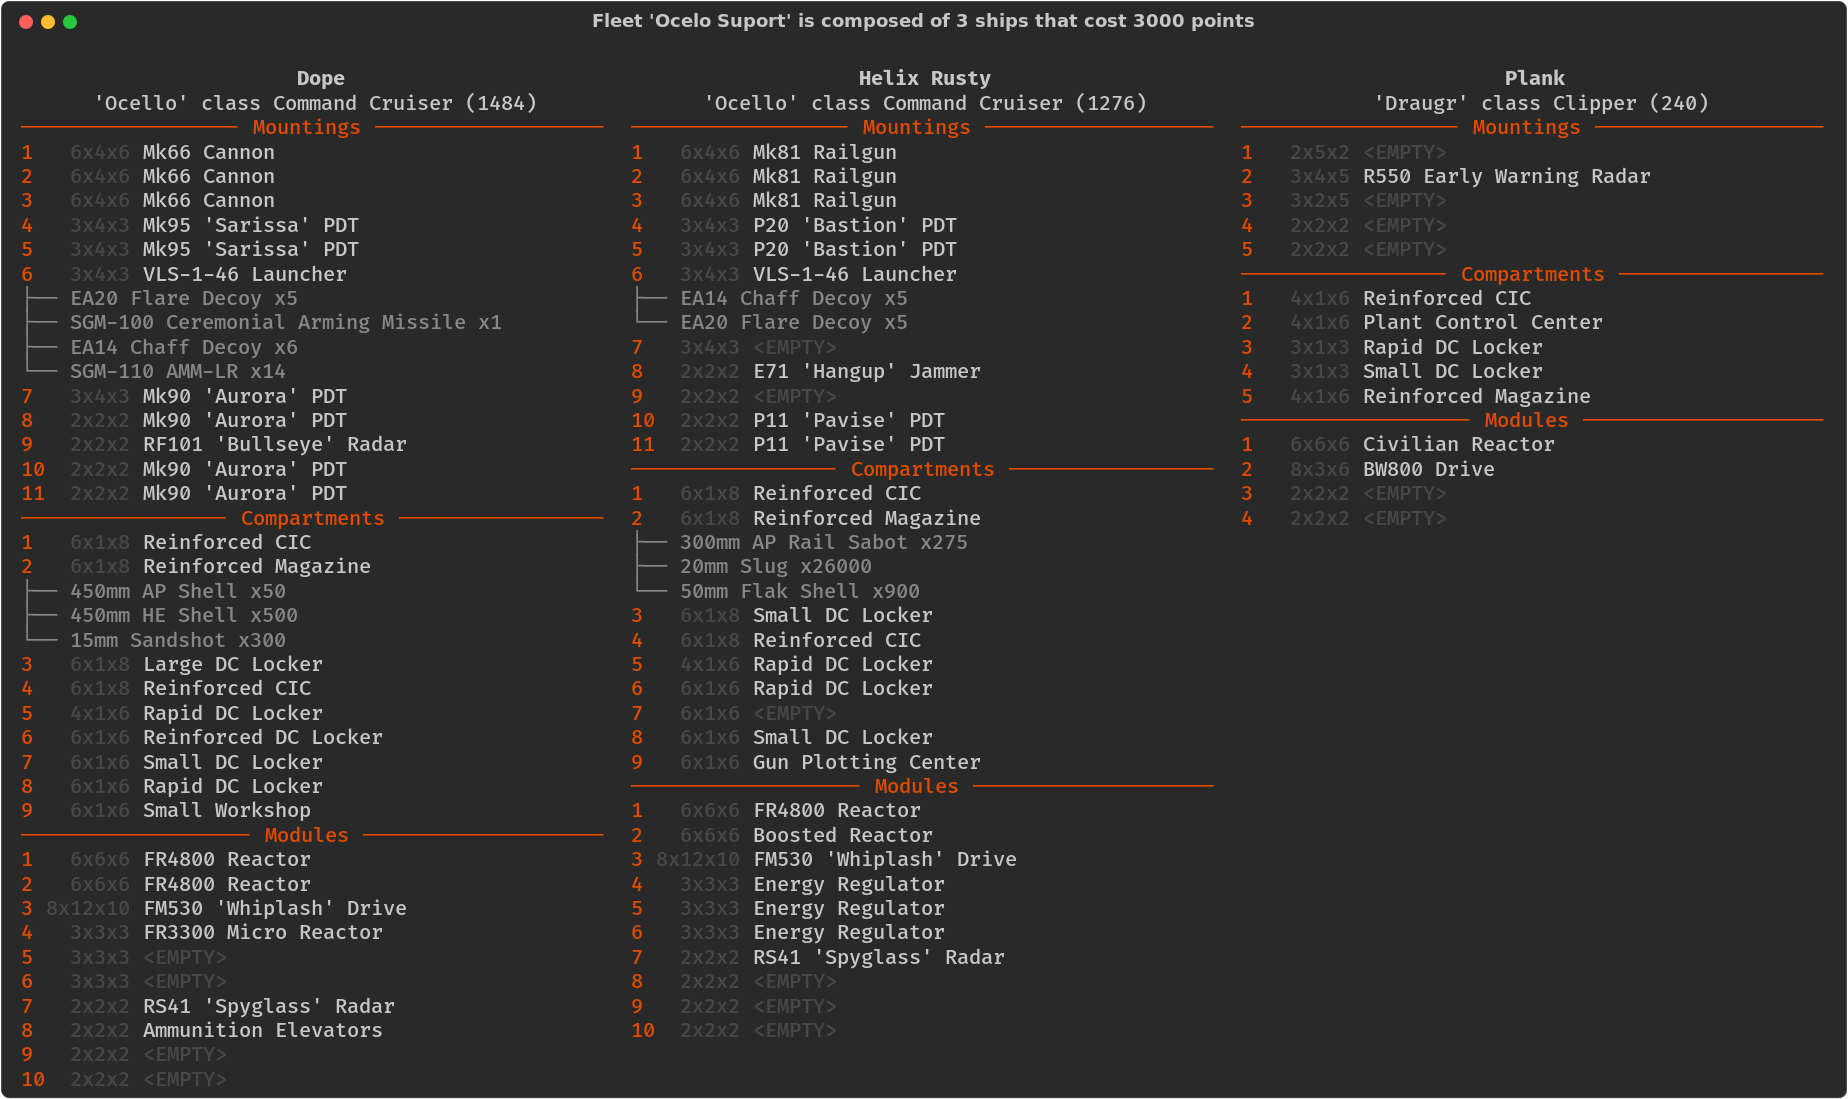 Fleet 'Ocelo Suport' is composed of 3 ships that cost 3000 points
Dope
'Ocello' class Command Cruiser (1484)
Mountings
1 6x4x6 Mk66 Cannon
2 6x4x6 Mk66 Cannon
3 6x4x6 Mk66 Cannon
4 3x4x3 Mk95 'Sarissa' PDT
5 3x4x3 Mk95 'Sarissa' PDT
6 3x4x3 VLS-1-46 Launcher
EA20 Flare Decoy x5
SGM-100 Ceremonial Arming Missile x1
EA14 Chaff Decoy x6
SGM-110 AMM-LR x14
7 3x4x3 Mk90 'Aurora' PDT
8 2x2x2 Mk90 'Aurora' PDT
9 2x2x2 RF101 'Bullseye' Radar
10 2x2x2 Mk90 'Aurora' PDT
11 2x2x2 Mk90 'Aurora' PDT
Compartments
1 6x1x8 Reinforced CIC
2 6x1x8 Reinforced Magazine
450mm AP Shell x50
450mm HE Shell x500
15mm Sandshot x300
3 6x1x8 Large DC Locker
4 6x1x8 Reinforced CIC
5 4x1x6 Rapid DC Locker
6 6x1x6 Reinforced DC Locker
7 6x1x6 Small DC Locker
8 6x1x6 Rapid DC Locker
9 6x1x6 Small Workshop
Modules
1 6x6x6 FR4800 Reactor
2 6x6x6 FR4800 Reactor
3 8x12x10 FM530 'Whiplash' Drive
4 3x3x3 FR3300 Micro Reactor
5 3x3x3 <EMPTY>
6 3x3x3 <EMPTY>
7 2x2x2 RS41 'Spyglass' Radar
8 2x2x2 Ammunition Elevators
9 2x2x2 <EMPTY>
10 2x2x2 <EMPTY>
Helix Rusty
'Ocello' class Command Cruiser (1276)
Mountings
1 6x4x6 Mk81 Railgun
2 6x4x6 Mk81 Railgun
3 6x4x6 Mk81 Railgun
4 3x4x3 P20 'Bastion' PDT
5 3x4x3 P20 'Bastion' PDT
6 3x4x3 VLS-1-46 Launcher
EA14 Chaff Decoy x5
EA20 Flare Decoy x5
7 3x4x3 <EMPTY>
8 2x2x2 E71 'Hangup' Jammer
9 2x2x2 <EMPTY>
10 2x2x2 P11 'Pavise' PDT
11 2x2x2 P11 'Pavise' PDT
Compartments
1 6x1x8 Reinforced CIC
2 6x1x8 Reinforced Magazine
300mm AP Rail Sabot x275
20mm Slug x26000
50mm Flak Shell x900
3 6x1x8 Small DC Locker
4 6x1x8 Reinforced CIC
5 4x1x6 Rapid DC Locker
6 6x1x6 Rapid DC Locker
7 6x1x6 <EMPTY>
8 6x1x6 Small DC Locker
9 6x1x6 Gun Plotting Center
Modules
1 6x6x6 FR4800 Reactor
2 6x6x6 Boosted Reactor
3 8x12x10 FM530 'Whiplash' Drive
4 3x3x3 Energy Regulator
5 3x3x3 Energy Regulator
6 3x3x3 Energy Regulator
7 2x2x2 RS41 'Spyglass' Radar
8 2x2x2 <EMPTY>
9 2x2x2 <EMPTY>
10 2x2x2 <EMPTY>
Plank
'Draugr' class Clipper (240)
Mountings
1 2x5x2 <EMPTY>
2 3x4x5 R550 Early Warning Radar
3 3x2x5 <EMPTY>
4 2x2x2 <EMPTY>
5 2x2x2 <EMPTY>
Compartments
1 4x1x6 Reinforced CIC
2 4x1x6 Plant Control Center
3 3x1x3 Rapid DC Locker
4 3x1x3 Small DC Locker
5 4x1x6 Reinforced Magazine
Modules
1 6x6x6 Civilian Reactor
2 8x3x6 BW800 Drive
3 2x2x2 <EMPTY>
4 2x2x2 <EMPTY>